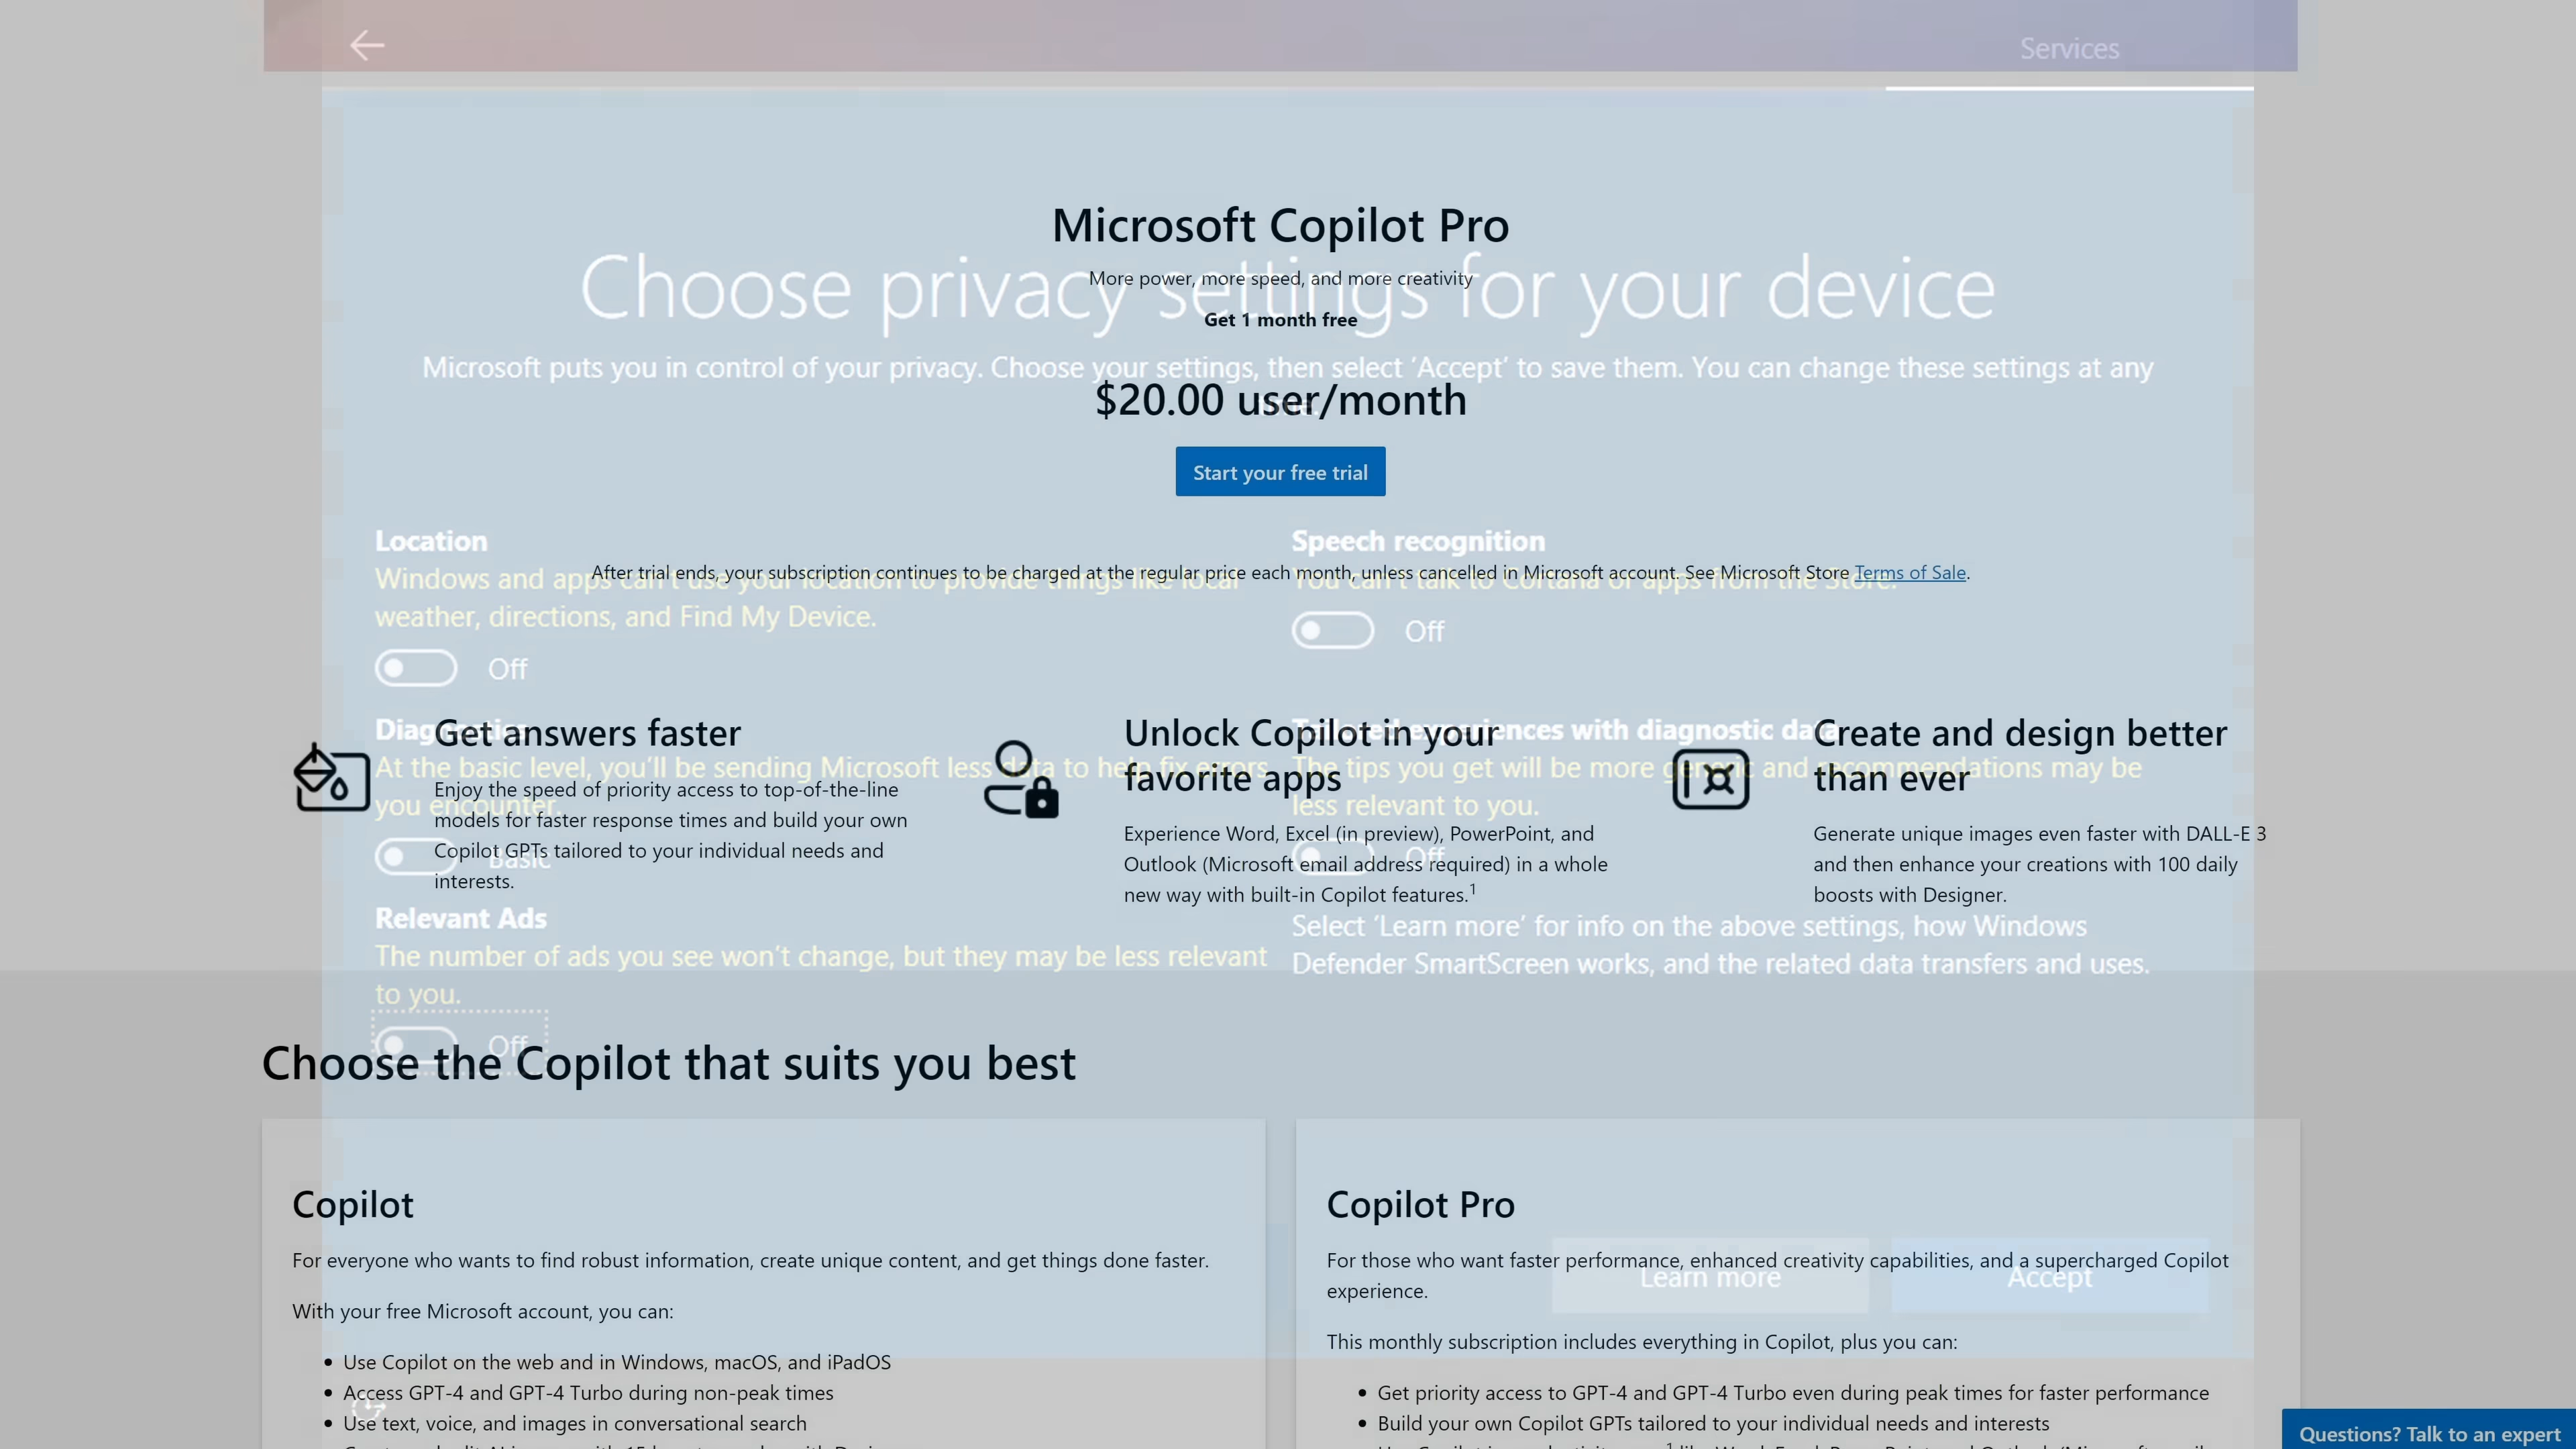 Services
Microsoft Copilot Pro
More power, more speed, and more creativity
Get 1 month free
$20.00 user/month
Start your free trial
After trial ends, your subscription continues to be charged at the regular price each month, unless cancelled in Microsoft account. See Microsoft Store Terms of Sale.
Get answers faster
Enjoy the speed of priority access to top-of-the-line
models for faster response times and build your own
Copilot GPTs tailored to your individual needs and
interests.
Unlock Copilot in your
favorite apps
Experience Word, Excel (in preview), PowerPoint, and
Outlook (Microsoft email address required) in a whole
new way with built-in Copilot features.1
Create and design better
than ever
Generate unique images even faster with DALL-E 3
and then enhance your creations with 100 daily
boosts with Designer.
Choose the Copilot that suits you best
Copilot
For everyone who wants to find robust information, create unique content, and get things done faster.
With your free Microsoft account, you can:
• Use Copilot on the web and in Windows, macOS, and iPadOS
• Access GPT-4 and GPT-4 Turbo during non-peak times
• Use text, voice, and images in conversational search
Copilot Pro
For those who want faster performance, enhanced creativity capabilities, and a supercharged Copilot
experience.
This monthly subscription includes everything in Copilot, plus you can:
• Get priority access to GPT-4 and GPT-4 Turbo even during peak times for faster performance
• Build your own Copilot GPTs tailored to your individual needs and interests
Questions? Talk to an expert
Choose privacy settings for your device
Microsoft puts you in control of your privacy. Choose your settings, then select ‘Accept’ to save them. You can change these settings at any
Location
Windows and apps can’t use your location to provide things like local
weather, directions, and Find My Device.
Off
Speech recognition
You can’t talk to Cortana or apps from the Store.
Off
Diagnostics
At the basic level, you’ll be sending Microsoft less data to help fix errors
you encounter.
Basic
Tailored experiences with diagnostic data
The tips you get will be more generic and recommendations may be
less relevant to you.
Off
Relevant Ads
The number of ads you see won’t change, but they may be less relevant
to you.
Off
Select ‘Learn more’ for info on the above settings, how Windows
Defender SmartScreen works, and the related data transfers and uses.
Learn more
Accept